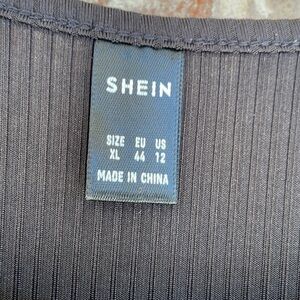 SHEIN
SIZE EU US
XL 44 12
MADE IN CHINA